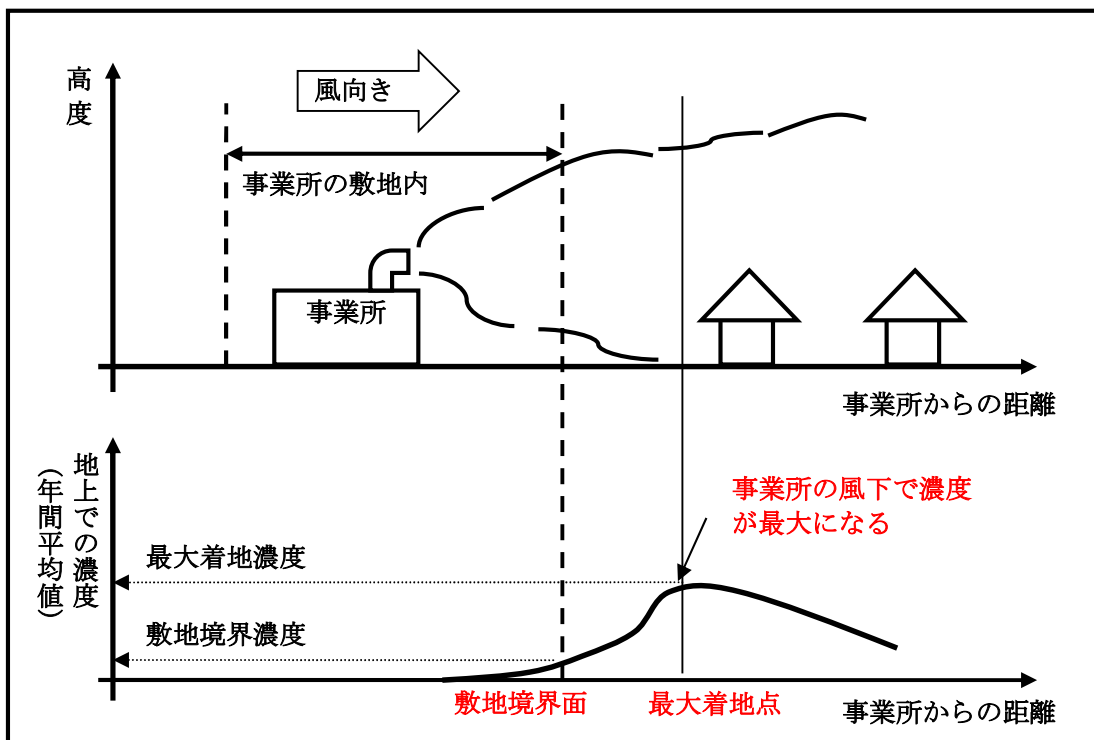 高度
風向き
事業所の敷地内
事業所
事業所からの距離
地上での濃度
(年間平均値)
事業所の風下で濃度
が最大になる
最大着地濃度
敷地境界濃度
敷地境界面
最大着地点
事業所からの距離